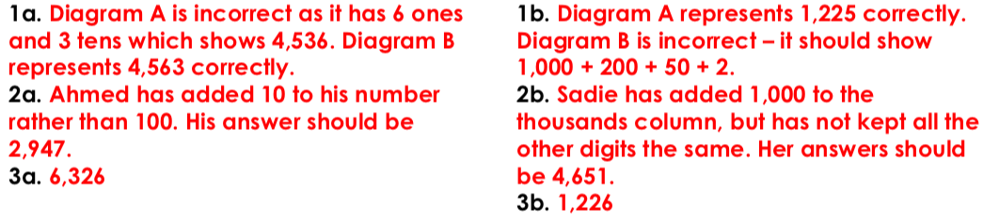 1a. Diagram A is incorrect as it has 6 ones
and 3 tens which shows 4,536. Diagram B
represents 4,563 correctly.
2a. Ahmed has added 10 to his number
rather than 100. His answer should be
2,947.
3a. 6,326
1b. Diagram A represents 1,225 correctly.
Diagram B is incorrect – it should show
1,000 + 200 + 50 + 2.
2b. Sadie has added 1,000 to the
thousands column, but has not kept all the
other digits the same. Her answers should
be 4,651.
3b. 1,226